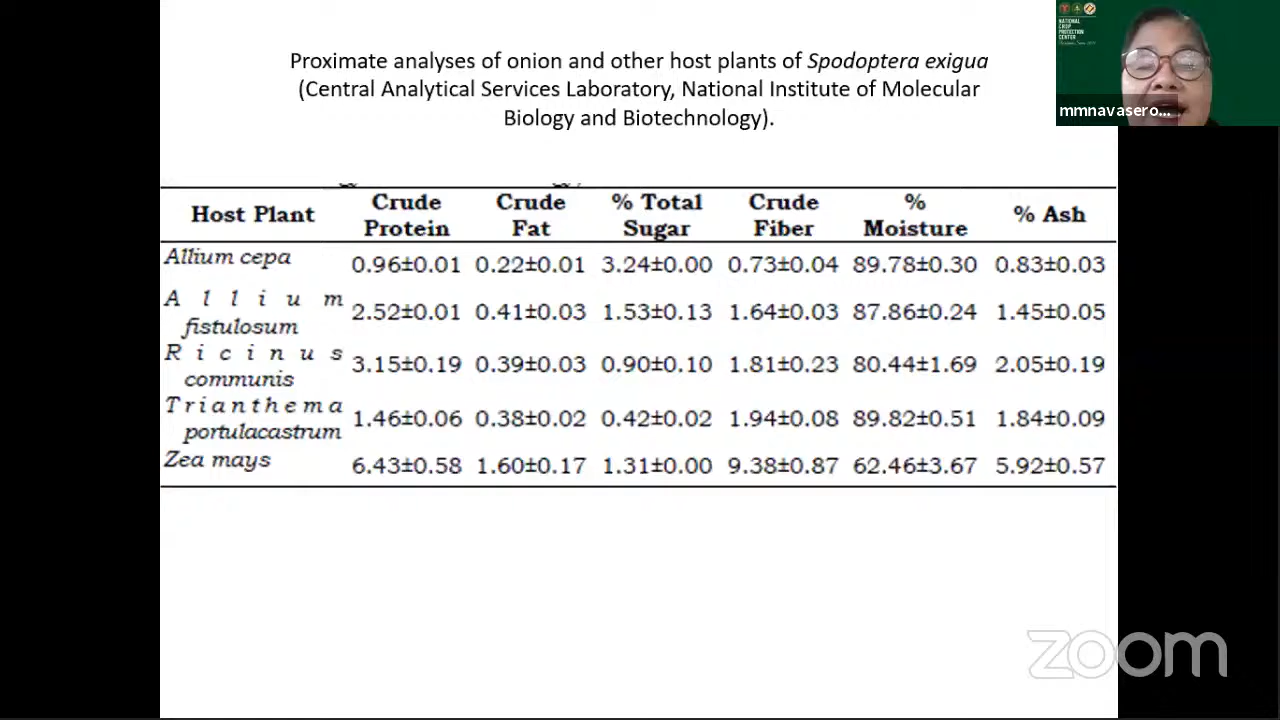 Proximate analyses of onion and other host plants of Spodoptera exigua
(Central Analytical Services Laboratory, National Institute of Molecular
Biology and Biotechnology).
NATIONAL
CROP
PROTECTION
CENTER
mmnavasero...
Host Plant Crude Protein Crude Fat % Total Sugar Crude Fiber % Moisture % Ash
Allium cepa 0.96±0.01 0.22±0.01 3.24±0.00 0.73±0.04 89.78±0.30 0.83±0.03
Allium fistulosum 2.52±0.01 0.41±0.03 1.53±0.13 1.64±0.03 87.86±0.24 1.45±0.05
Ricinus communis 3.15±0.19 0.39±0.03 0.90±0.10 1.81±0.23 80.44±1.69 2.05±0.19
Trianthema portulacastrum 1.46±0.06 0.38±0.02 0.42±0.02 1.94±0.08 89.82±0.51 1.84±0.09
Zea mays 6.43±0.58 1.60±0.17 1.31±0.00 9.38±0.87 62.46±3.67 5.92±0.57
zoom